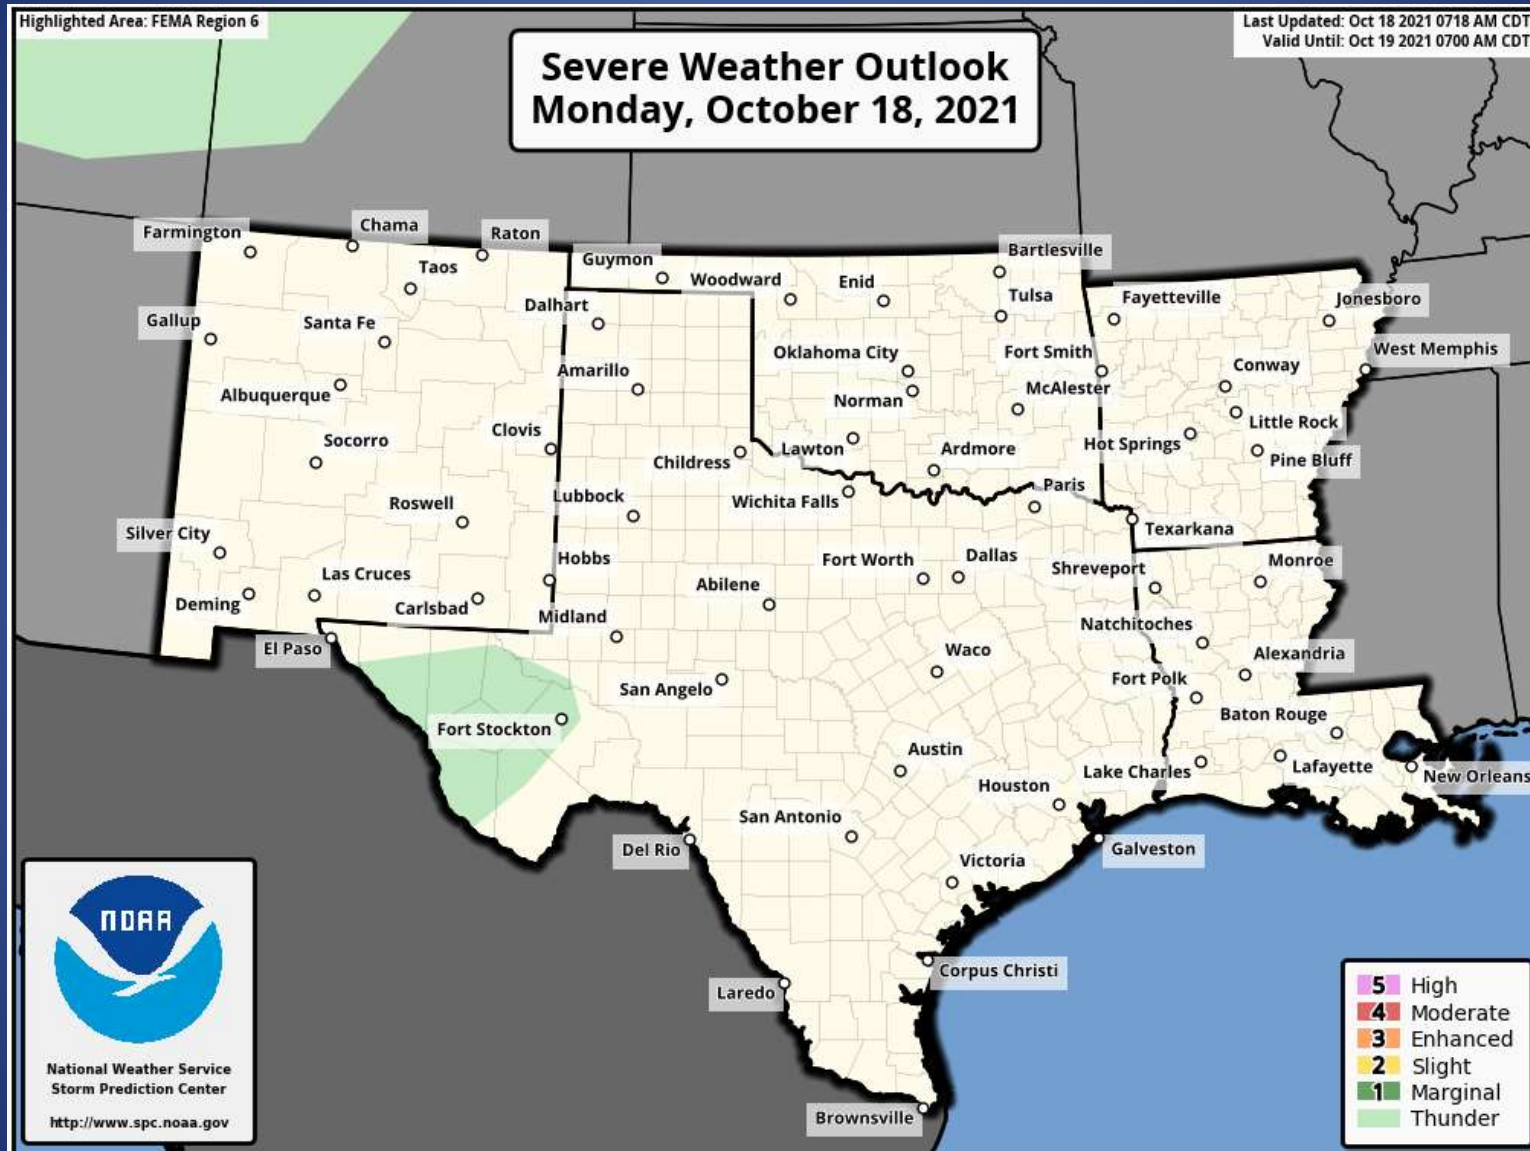 Highlighted Area: FEMA Region 6
Last Updated: Oct 18 2021 0718 AM CDT
Valid Until: Oct 19 2021 0700 AM CDT
Severe Weather Outlook
Monday, October 18, 2021
Farmington
Chama
Raton
Taos
Guymon
Woodward
Enid
Bartlesville
Tulsa
Fayetteville
Jonesboro
Gallup
Santa Fe
Dalhart
Oklahoma City
Fort Smith
Conway
West Memphis
Albuquerque
Amarillo
Norman
McAlester
Little Rock
Socorro
Clovis
Childress
Lawton
Ardmore
Hot Springs
Pine Bluff
Roswell
Lubbock
Wichita Falls
Paris
Texarkana
Silver City
Las Cruces
Hobbs
Abilene
Fort Worth
Dallas
Shreveport
Monroe
Deming
Carlsbad
Midland
Natchitoches
El Paso
San Angelo
Waco
Fort Polk
Alexandria
Fort Stockton
Baton Rouge
Austin
Houston
Lake Charles
Lafayette
New Orleans
San Antonio
Del Rio
Victoria
Galveston
Corpus Christi
Laredo
Brownsville
NOAA
National Weather Service
Storm Prediction Center
http://www.spc.noaa.gov
5 High
4 Moderate
3 Enhanced
2 Slight
1 Marginal
Thunder